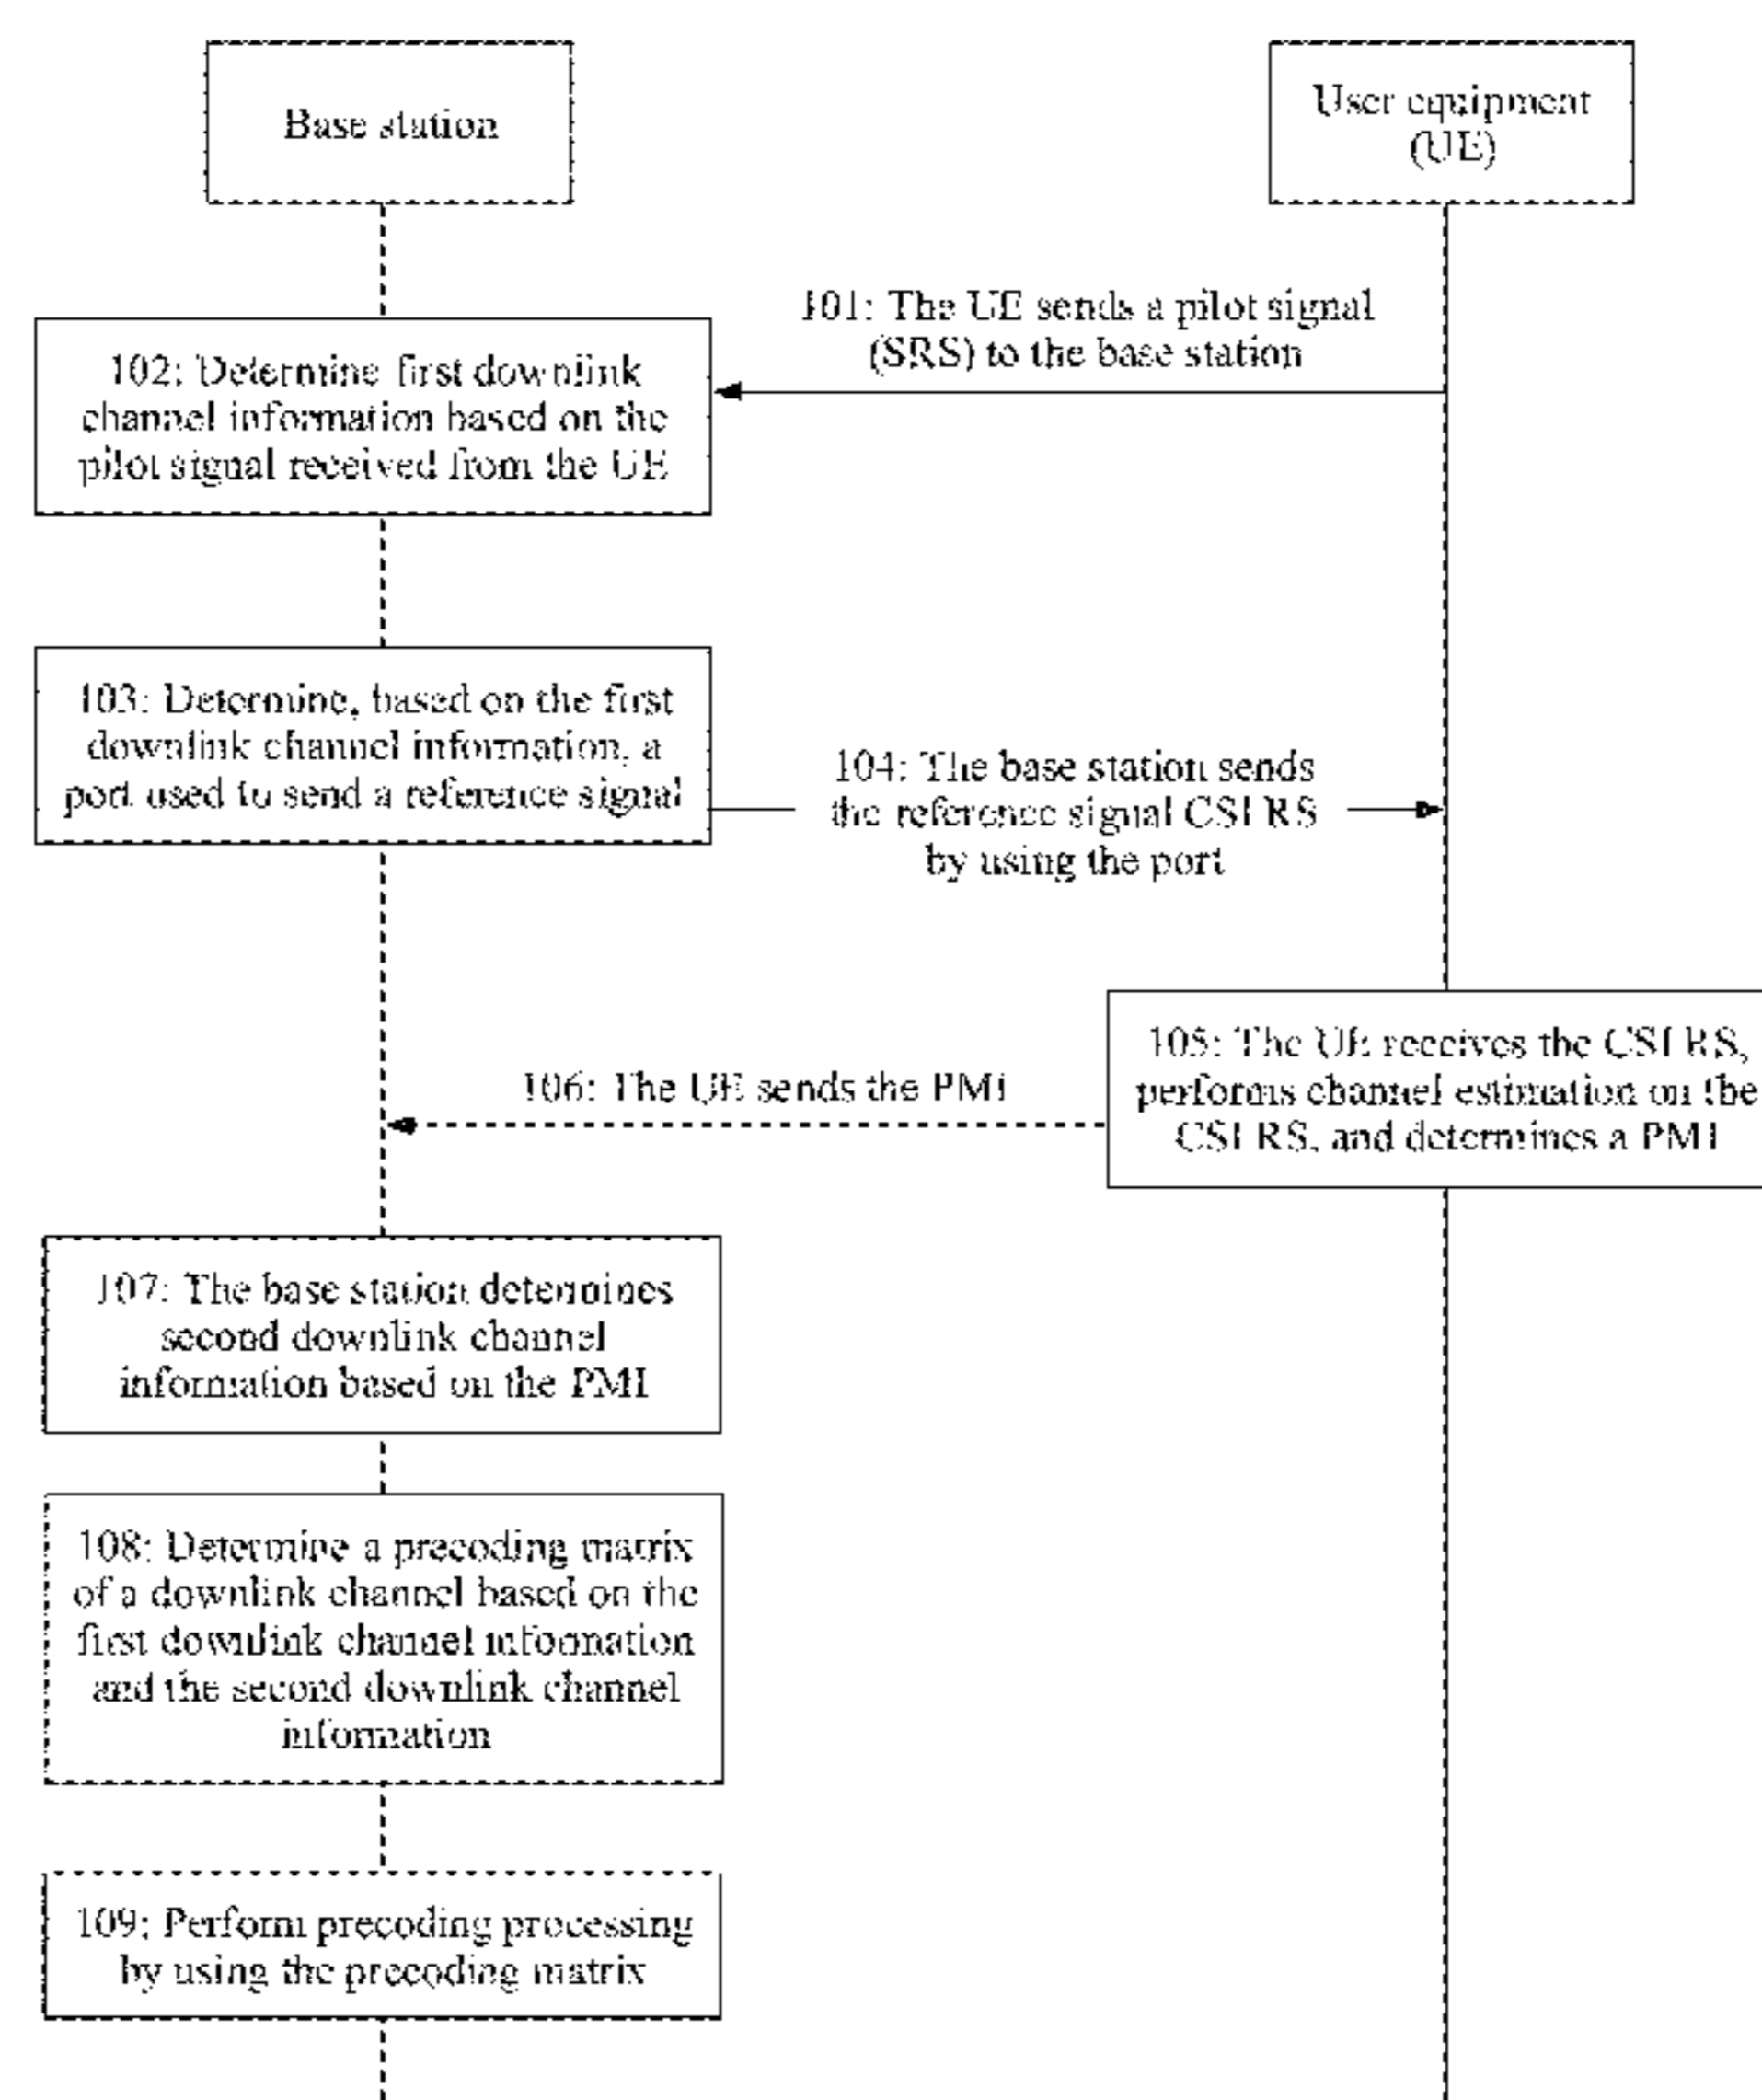 Base station
User equipment
(UE)
101: The UE sends a pilot signal
(SRS) to the base station
102: Determine first downlink
channel information based on the
pilot signal received from the UE
103: Determine, based on the first
downlink channel information, a
port used to send a reference signal
104: The base station sends
the reference signal CSI RS
by using the port
105: The UE receives the CSI RS,
performs channel estimation on the
CSI RS, and determines a PMI
106: The UE sends the PMI
107: The base station determines
second downlink channel
information based on the PMI
108: Determine a precoding matrix
of a downlink channel based on the
first downlink channel information
and the second downlink channel
information
109: Perform precoding processing
by using the precoding matrix